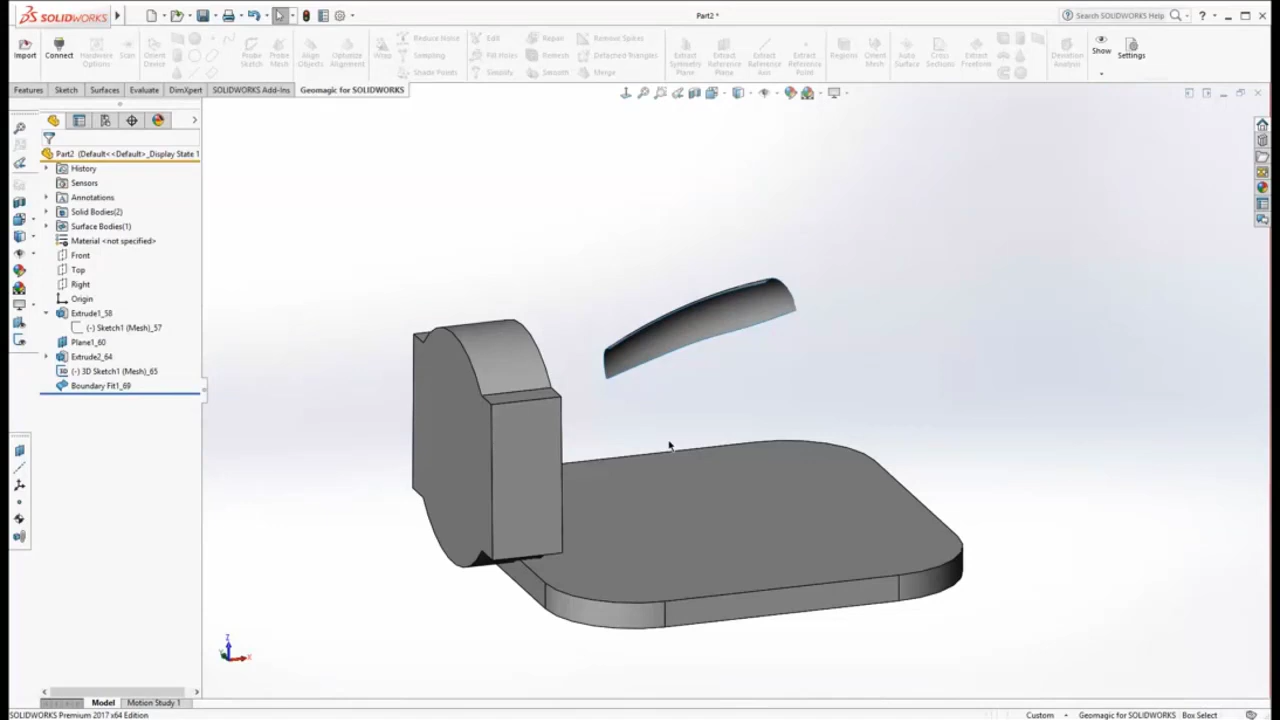 SOLIDWORKS
Part2 *
Search SOLIDWORKS Help
Import
Connect
Hardware Options
Scan
Orient Device
Probe Sketch
Probe Mesh
Align Objects
Optimize Alignment
Wrap
Reduce Noise
Sampling
Shade Points
Edit
Fill Holes
Simplify
Repair
Remesh
Smooth
Remove Spikes
Detached Triangles
Merge
Extract Symmetry Plane
Extract Reference Plane
Extract Reference Axis
Extract Reference Point
Regions
Orient Mesh
Auto Surface
Cross Sections
Extract Freeform
Deviation Analysis
Show
Settings
Features
Sketch
Surfaces
Evaluate
DimXpert
SOLIDWORKS Add-Ins
Geomagic for SOLIDWORKS
Part2 (Default<<Default>_Display State 1
History
Sensors
Annotations
Solid Bodies(2)
Surface Bodies(1)
Material <not specified>
Front
Top
Right
Origin
Extrude1_58
(-) Sketch1 (Mesh)_57
Plane1_60
Extrude2_64
(-) 3D Sketch1 (Mesh)_65
Boundary Fit1_69
Z
X
Model
Motion Study 1
SOLIDWORKS Premium 2017 x64 Edition
Custom
Geomagic for SOLIDWORKS
Box Select